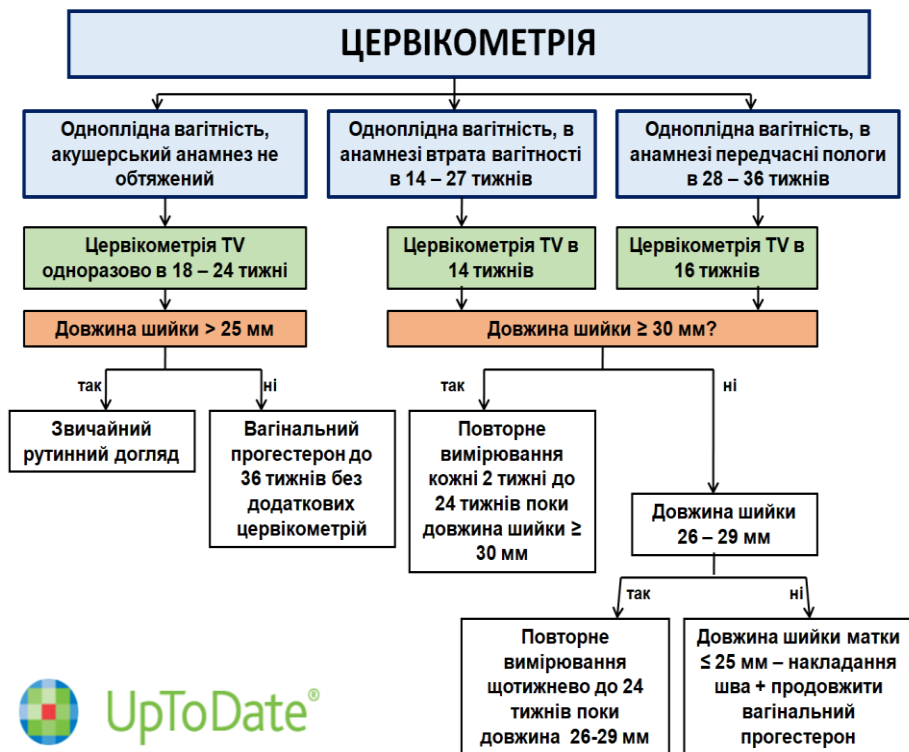 ЦЕРВІКОМЕТРІЯ
Одноплідна вагітність,
акушерський анамнез не
обтяжений
Одноплідна вагітність, в
анамнезі втрата вагітності
в 14 – 27 тижнів
Одноплідна вагітність, в
анамнезі передчасні пологи
в 28 – 36 тижнів
Цервікометрія TV
одноразово в 18 – 24 тижні
Цервікометрія TV в
14 тижнів
Цервікометрія TV в
16 тижнів
Довжина шийки > 25 мм
Довжина шийки ≥ 30 мм?
так
ні
так
ні
Звичайний
рутинний догляд
Вагінальний
прогестерон до
36 тижнів без
додаткових
цервікометрій
Повторне
вимірювання
кожні 2 тижні до
24 тижнів поки
довжина шийки ≥
30 мм
Довжина шийки
26 – 29 мм
так
ні
Повторне
вимірювання
щотижнево до 24
тижнів поки
довжина 26-29 мм
Довжина шийки матки
≤ 25 мм – накладання
шва + продовжити
вагінальний
прогестерон
UpToDate®